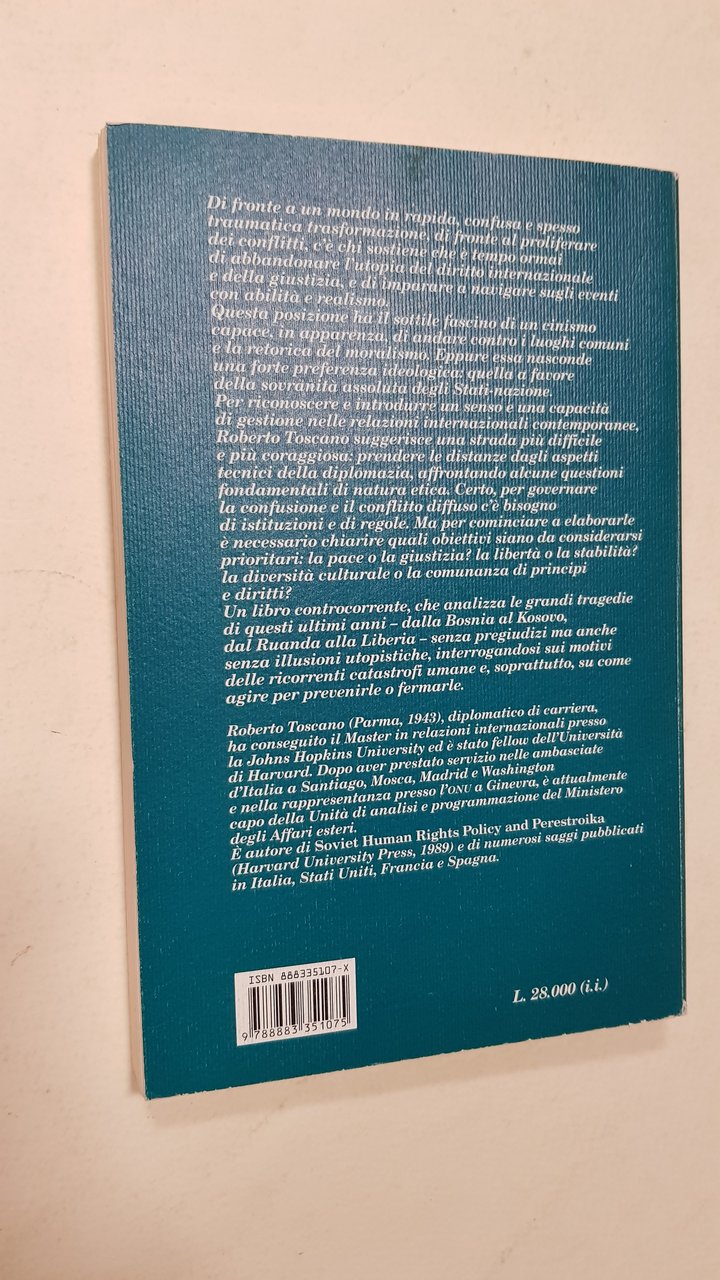 Di fronte a un mondo in rapida, confusa e spesso
traumatica trasformazione, di fronte al proliferare
dei conflitti, c'è chi sostiene che è tempo ormai
di abbandonare l'utopia del diritto internazionale
e della giustizia, e di imparare a navigare sugli eventi
con abilità e realismo.
Questa posizione ha il sottile fascino di un cinismo
capace, in apparenza, di andare contro i luoghi comuni
e la retorica del moralismo. Eppure essa nasconde
una forte preferenza ideologica: quella a favore
della sovranità assoluta degli Stati-nazione.
Per riconoscere e introdurre un senso e una capacità
di gestione nelle relazioni internazionali contemporanee,
Roberto Toscano suggerisce una strada più difficile
e più coraggiosa: prendere le distanze dagli aspetti
tecnici della diplomazia, affrontando alcune questioni
fondamentali di natura etica. Certo, per governare
la confusione e il conflitto diffuso c'è bisogno
di istituzioni e di regole. Ma per cominciare a elaborarle
è necessario chiarire quali obiettivi siano da considerarsi
prioritari: la pace o la giustizia? la libertà o la stabilità?
la diversità culturale o la comunanza di principi
e diritti?
Un libro controcorrente, che analizza le grandi tragedie
di questi ultimi anni – dalla Bosnia al Kosovo,
dal Ruanda alla Liberia – senza pregiudizi ma anche
senza illusioni utopistiche, interrogandosi sui motivi
delle ricorrenti catastrofi umane e, soprattutto, su come
agire per prevenirle o fermarle.
Roberto Toscano (Parma, 1943), diplomatico di carriera,
ha conseguito il Master in relazioni internazionali presso
la Johns Hopkins University ed è stato fellow dell'Università
di Harvard. Dopo aver prestato servizio nelle ambasciate
d'Italia a Santiago, Mosca, Madrid e Washington
e nella rappresentanza presso l'ONU a Ginevra, è attualmente
capo della Unità di analisi e programmazione del Ministero
degli Affari esteri.
È autore di Soviet Human Rights Policy and Perestroika
(Harvard University Press, 1989) e di numerosi saggi pubblicati
in Italia, Stati Uniti, Francia e Spagna.
ISBN 888335107-X
9 788883 351075
L. 28.000 (i.i.)